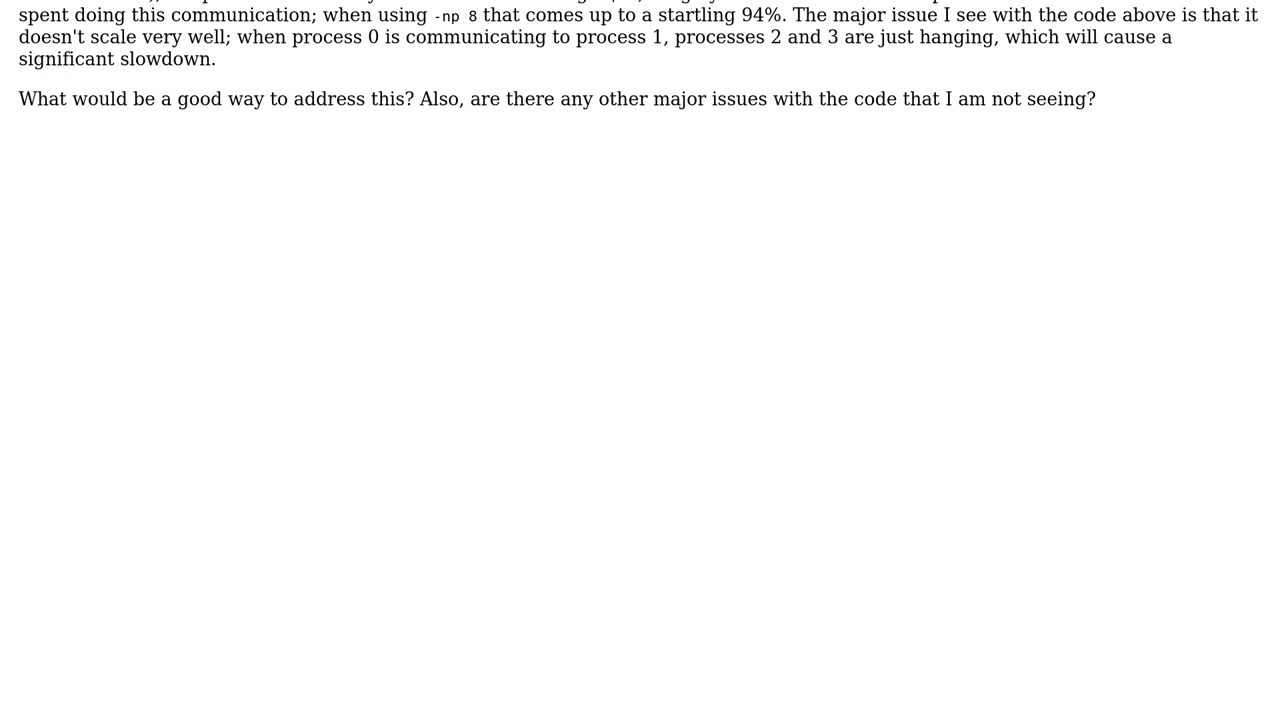 spent doing this communication; when using -np 8 that comes up to a startling 94%. The major issue I see with the code above is that it
doesn't scale very well; when process 0 is communicating to process 1, processes 2 and 3 are just hanging, which will cause a
significant slowdown.
What would be a good way to address this? Also, are there any other major issues with the code that I am not seeing?